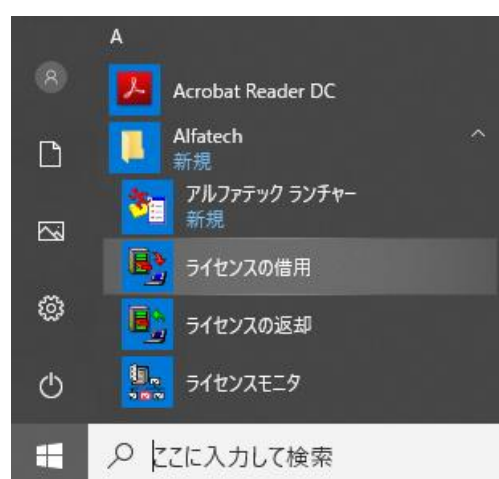 A
Acrobat Reader DC
Alfatech
新規
アルファテック ランチャー
新規
ライセンスの借用
ライセンスの返却
ライセンスモニタ
ここに入力して検索